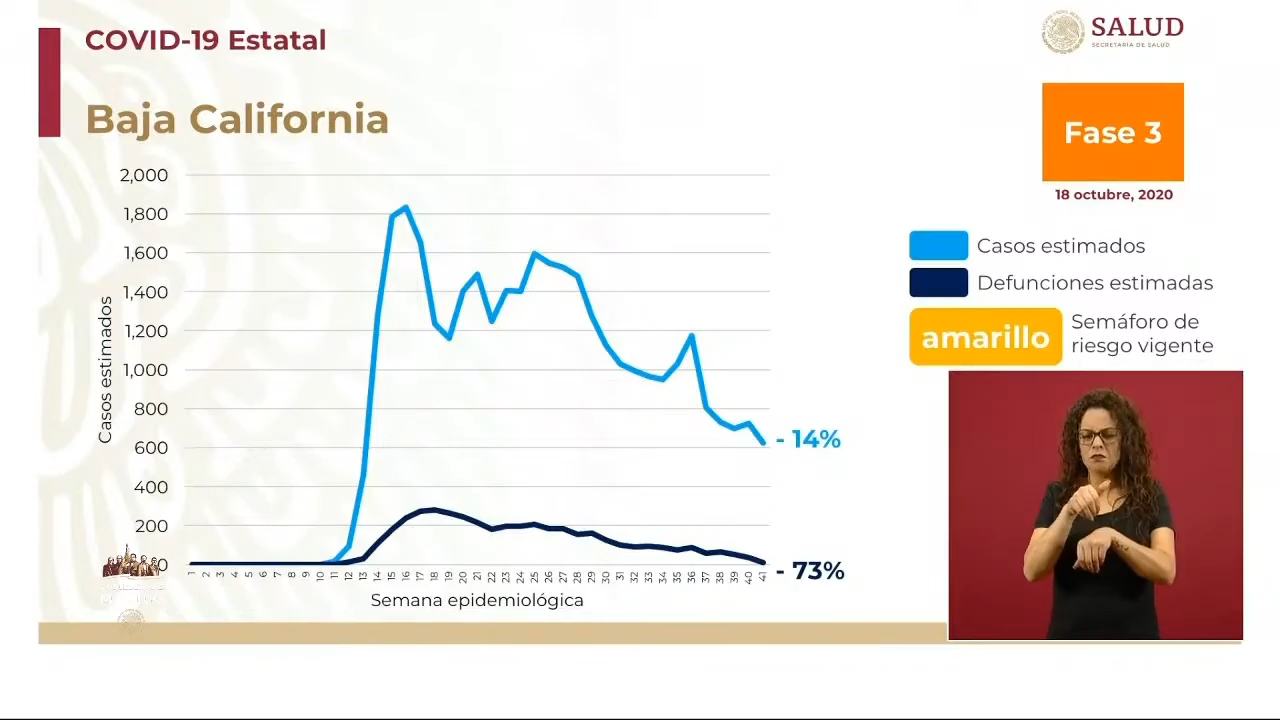 COVID-19 Estatal
SALUD
SECRETARÍA DE SALUD
Baja California
Fase 3
18 octubre, 2020
Casos estimados
Defunciones estimadas
amarillo
Semáforo de
riesgo vigente
Casos estimados
2,000
1,800
1,600
1,400
1,200
1,000
800
600
400
200
0
- 14%
- 73%
1 2 3 4 5 6 7 8 9 10 11 12 13 14 15 16 17 18 19 20 21 22 23 24 25 26 27 28 29 30 31 32 33 34 35 36 37 38 39 40 41
Semana epidemiológica